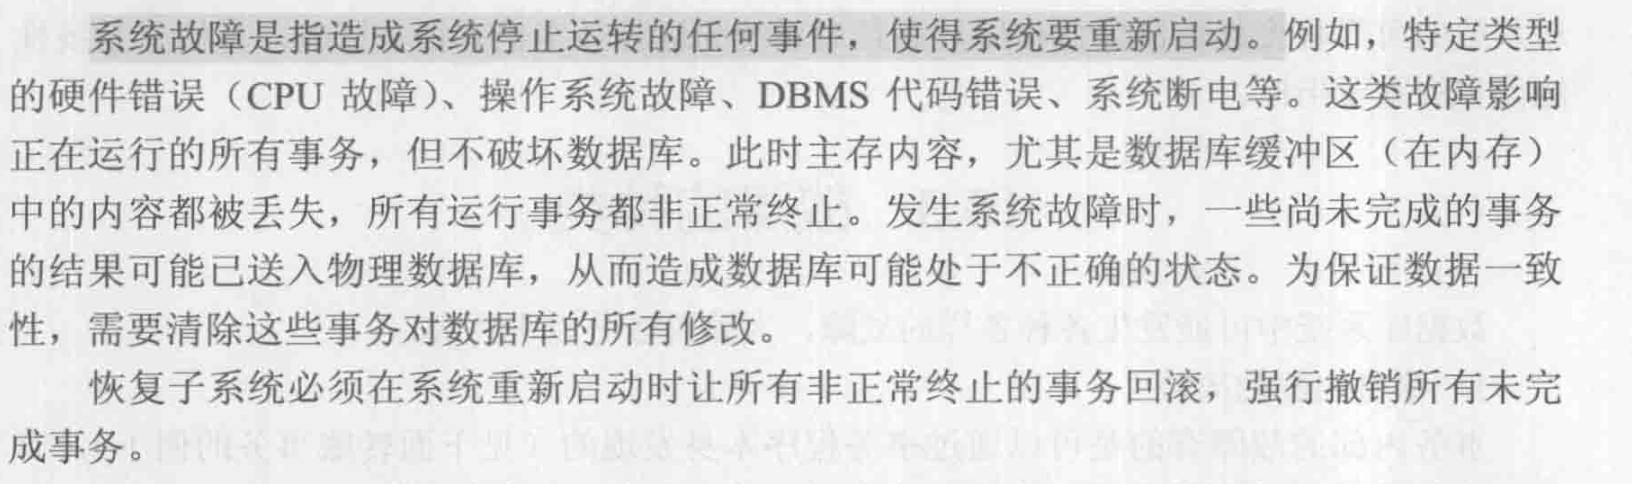 系统故障是指造成系统停止运转的任何事件，使得系统要重新启动。例如，特定类型
的硬件错误（CPU 故障）、操作系统故障、DBMS 代码错误、系统断电等。这类故障影响
正在运行的所有事务，但不破坏数据库。此时主存内容，尤其是数据库缓冲区（在内存）
中的内容都被丢失，所有运行事务都非正常终止。发生系统故障时，一些尚未完成的事务
的结果可能已送入物理数据库，从而造成数据库可能处于不正确的状态。为保证数据一致
性，需要清除这些事务对数据库的所有修改。
恢复子系统必须在系统重新启动时让所有非正常终止的事务回滚，强行撤销所有未完
成事务。